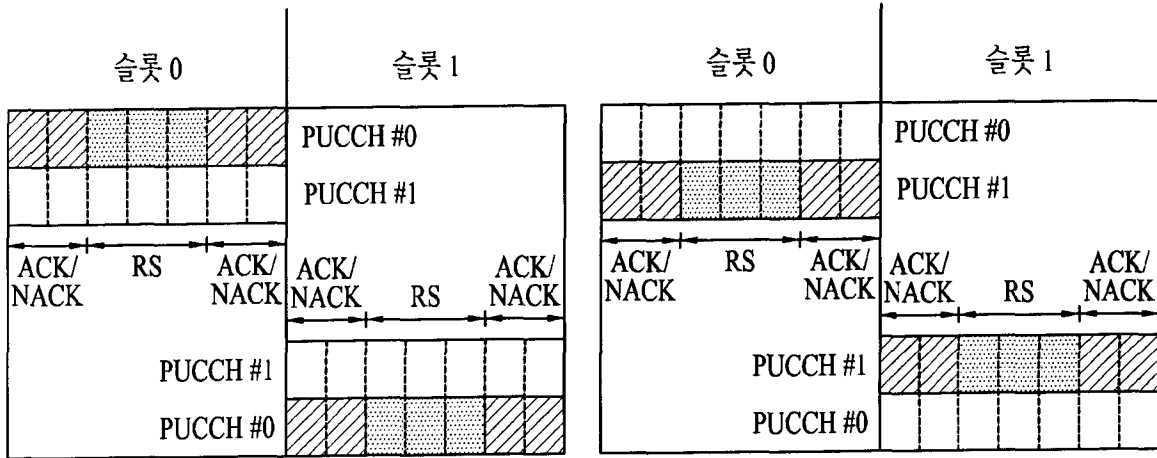 슬롯 0
슬롯 1
PUCCH #0
PUCCH #1
ACK/
NACK
RS
ACK/
NACK
ACK/
NACK
RS
ACK/
NACK
PUCCH #1
PUCCH #0
슬롯 0
슬롯 1
PUCCH #0
PUCCH #1
ACK/
NACK
RS
ACK/
NACK
ACK/
NACK
RS
ACK/
NACK
PUCCH #1
PUCCH #0